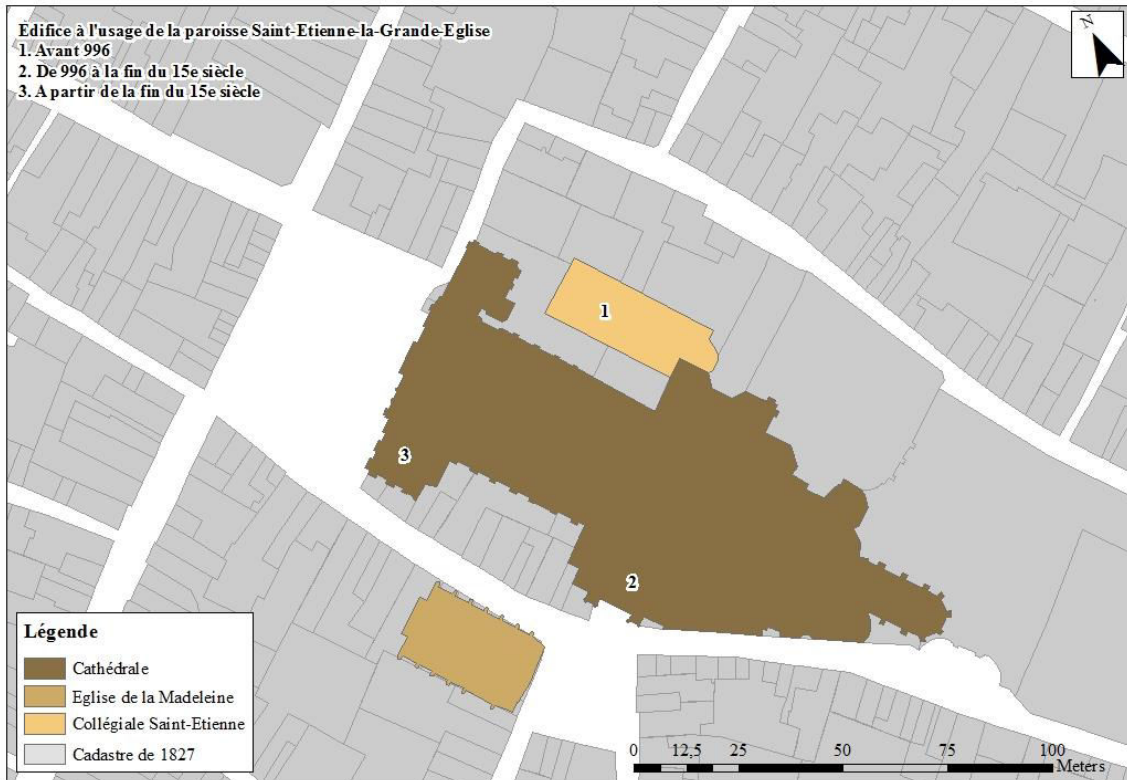 Edifice à l'usage de la paroisse Saint-Etienne-la-Grande-Eglise
1. Avant 996
2. De 996 à la fin du 15e siècle
3. A partir de la fin du 15e siècle
N
1
3
2
Légende
Cathédrale
Eglise de la Madeleine
Collégiale Saint-Etienne
Cadastre de 1827
0 12,5 25 50 75 100
Meters